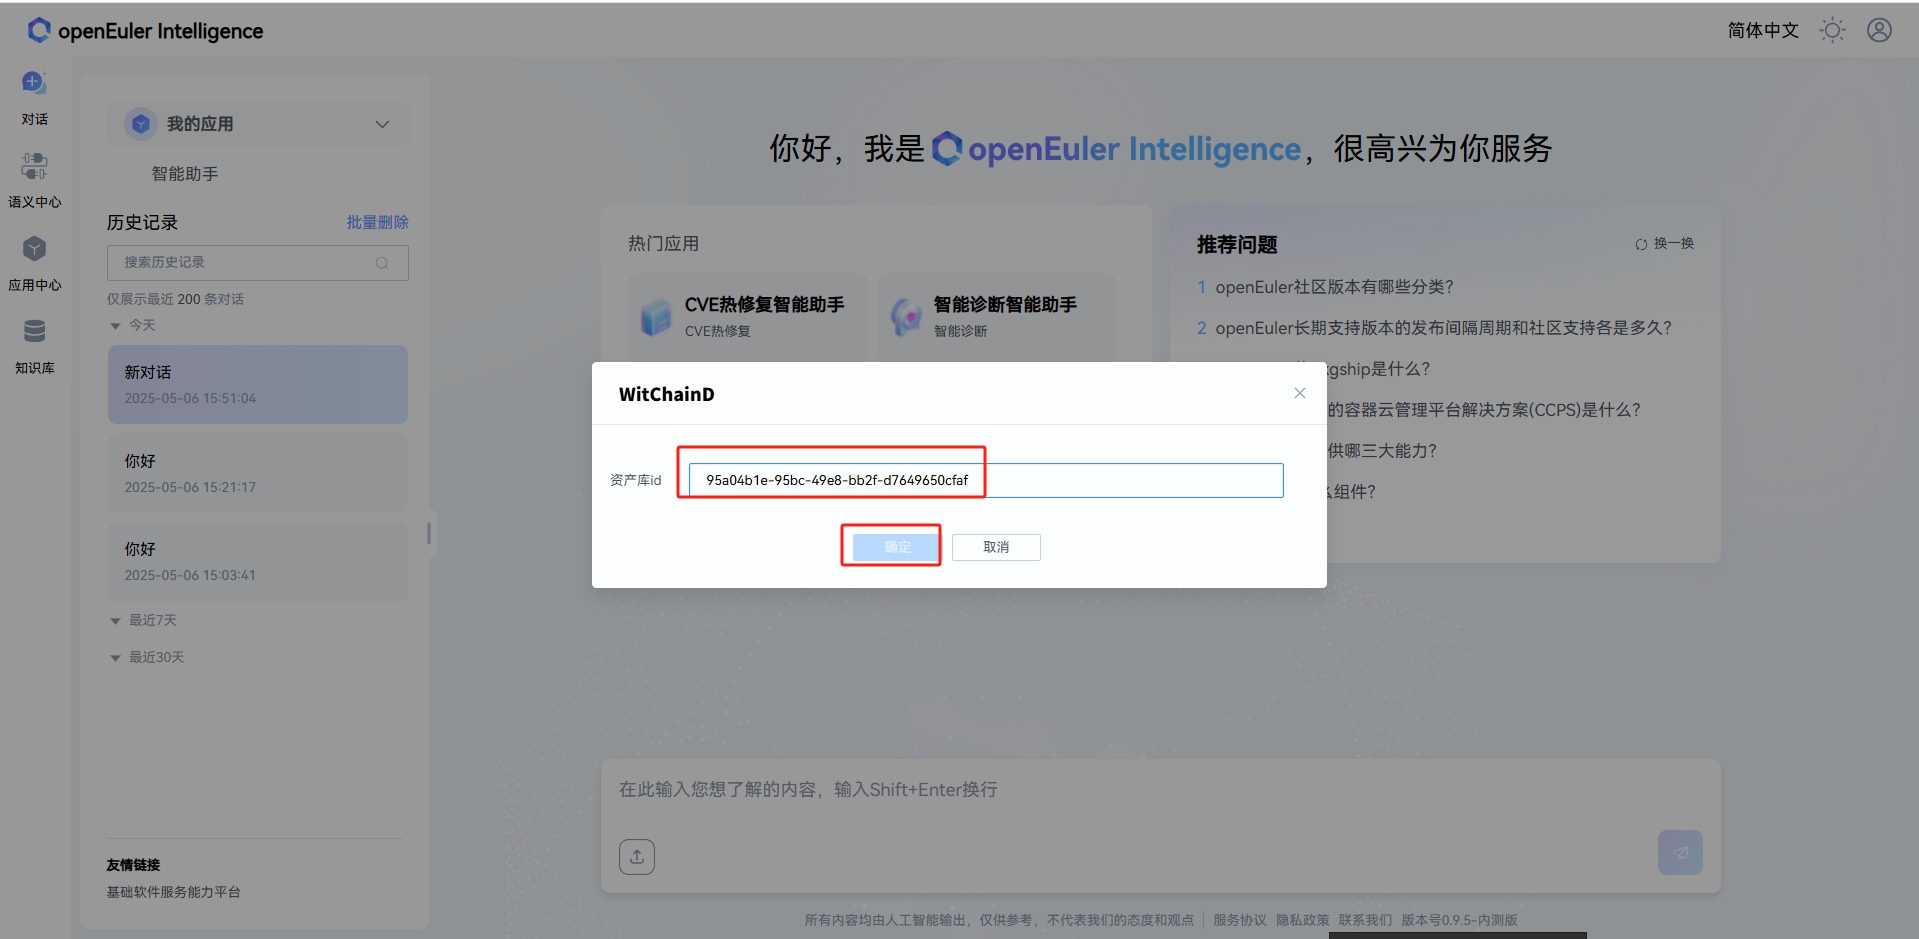 openEuler Intelligence
简体中文
对话
语义中心
应用中心
知识库
我的应用
智能助手
历史记录
批量删除
搜索历史记录
仅展示最近 200 条对话
今天
新对话
2025-05-06 15:51:04
你好
2025-05-06 15:21:17
你好
2025-05-06 15:03:41
最近7天
最近30天
友情链接
基础软件服务能力平台
你好，我是 openEuler Intelligence，很高兴为你服务
热门应用
CVE热修复智能助手
CVE热修复
智能诊断智能助手
智能诊断
推荐问题
换一换
1 openEuler社区版本有哪些分类？
2 openEuler长期支持版本的发布间隔周期和社区支持各是多久？
gship是什么？
的容器云管理平台解决方案(CCPS)是什么？
供哪三大能力？
组件？
WitChainD
资产库id
95a04b1e-95bc-49e8-bb2f-d7649650cfaf
确定
取消
在此输入您想了解的内容，输入Shift+Enter换行
所有内容均由人工智能输出，仅供参考，不代表我们的态度和观点
服务协议 隐私政策 联系我们 版本号0.9.5-内测版